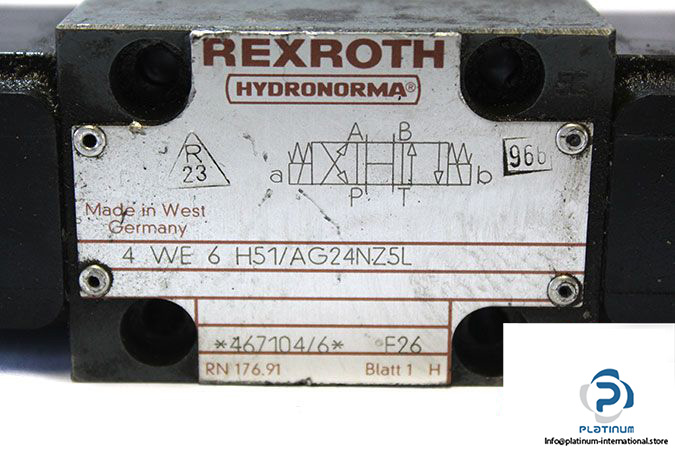 REXROTH
HYDRONORMA®
R
23
A B
a b
P T
966
Made in West
Germany
4 WE 6 H51/AG24NZ5L
*467104/6* F26
RN 176.91 Blatt 1 H
PLATINUM
Info@platinum-international.store